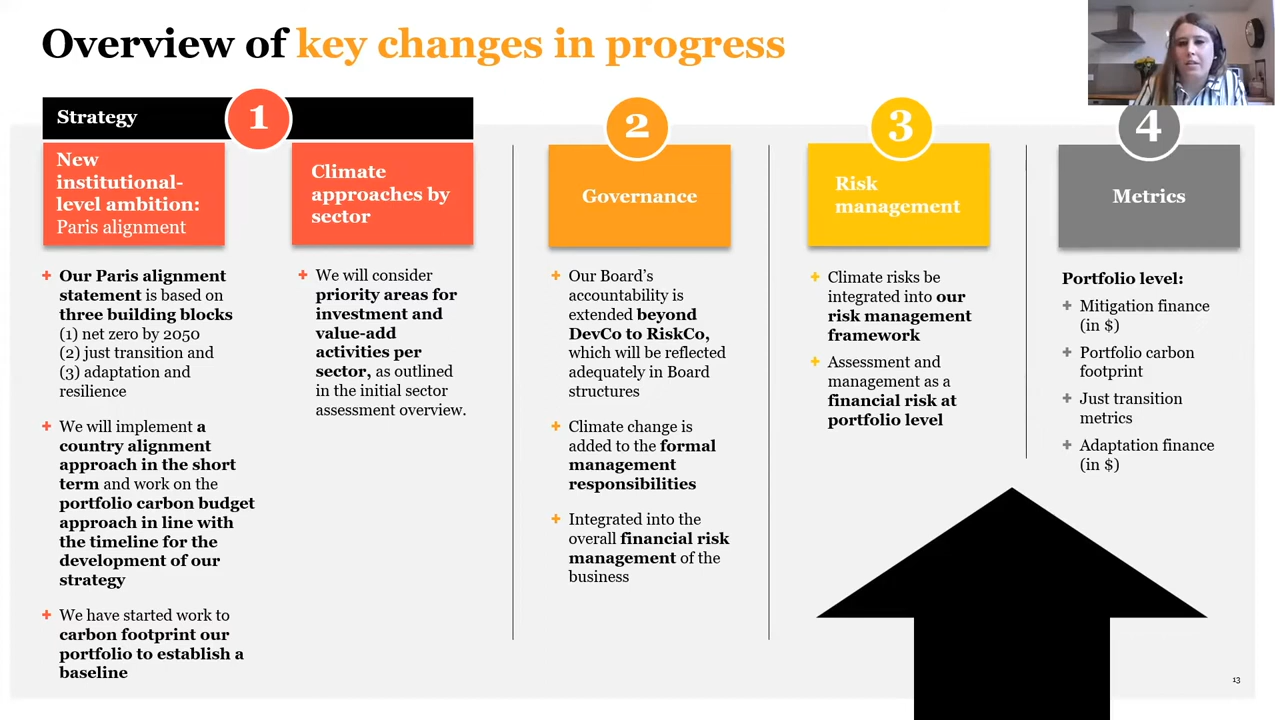 Overview of key changes in progress
Strategy
1
New
institutional-
level ambition:
Paris alignment
+ Our Paris alignment
statement is based on
three building blocks
(1) net zero by 2050
(2) just transition and
(3) adaptation and
resilience
+ We will implement a
country alignment
approach in the short
term and work on the
portfolio carbon budget
approach in line with
the timeline for the
development of our
strategy
+ We have started work to
carbon footprint our
portfolio to establish a
baseline
Climate
approaches by
sector
+ We will consider
priority areas for
investment and
value-add
activities per
sector, as outlined
in the initial sector
assessment overview.
2
Governance
+ Our Board’s
accountability is
extended beyond
DevCo to RiskCo,
which will be reflected
adequately in Board
structures
+ Climate change is
added to the formal
management
responsibilities
+ Integrated into the
overall financial risk
management of the
business
3
Risk
management
+ Climate risks be
integrated into our
risk management
framework
+ Assessment and
management as a
financial risk at
portfolio level
4
Metrics
Portfolio level:
+ Mitigation finance
(in $)
+ Portfolio carbon
footprint
+ Just transition
metrics
+ Adaptation finance
(in $)
13